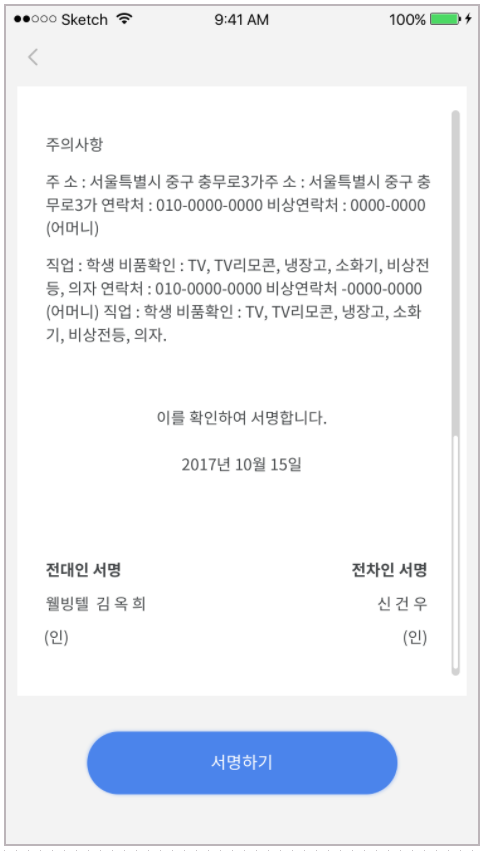 Sketch 9:41 AM 100%
주의사항
주 소 : 서울특별시 중구 충무로3가주 소 : 서울특별시 중구 충
무로3가 연락처 : 010-0000-0000 비상연락처 : 0000-0000
(어머니)
직업 : 학생 비품확인 : TV, TV리모콘, 냉장고, 소화기, 비상전
등, 의자 연락처 : 010-0000-0000 비상연락처 -0000-0000
(어머니) 직업 : 학생 비품확인 : TV, TV리모콘, 냉장고, 소화
기, 비상전등, 의자.
이를 확인하여 서명합니다.
2017년 10월 15일
전대인 서명 전차인 서명
웰빙텔 김 옥 희 신 건 우
(인) (인)
서명하기